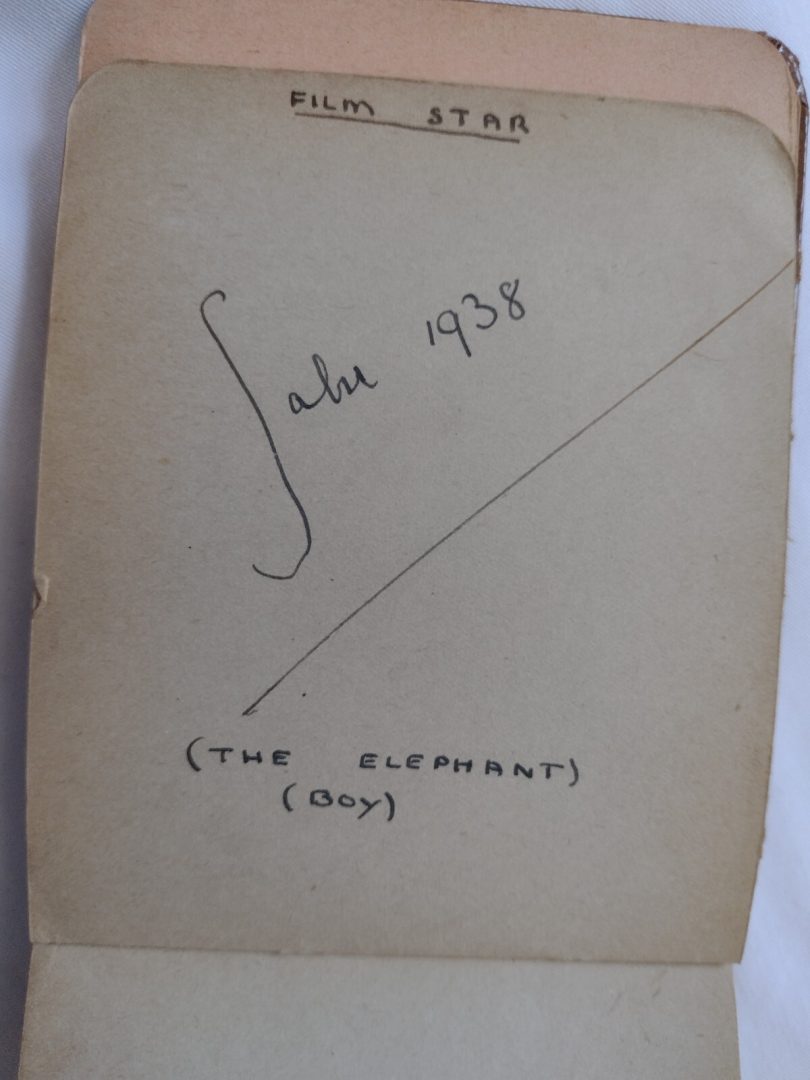 FILM STAR
Sabu 1938
(THE ELEPHANT)
(BOY)